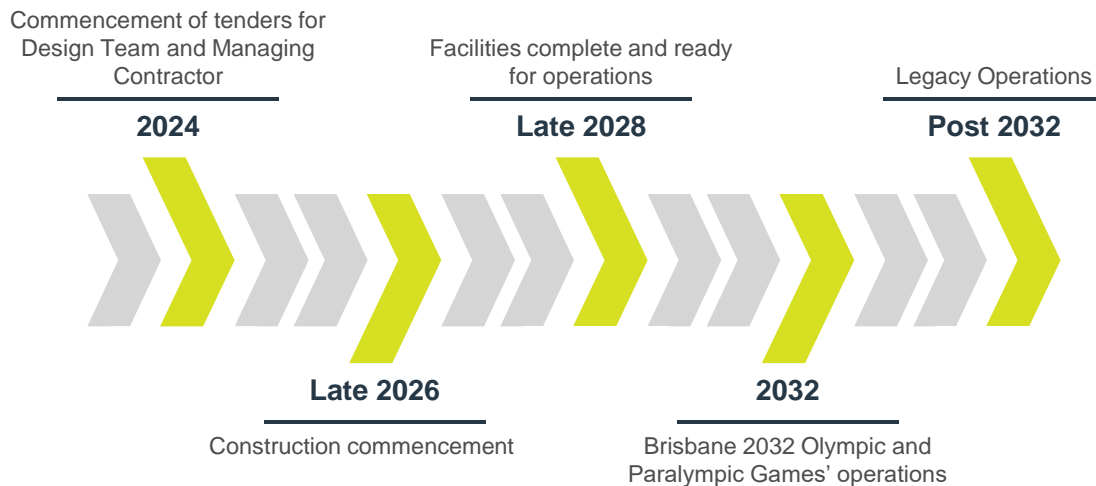 Commencement of tenders for
Design Team and Managing
Contractor
2024
Facilities complete and ready
for operations
Late 2028
Legacy Operations
Post 2032
Late 2026
Construction commencement
2032
Brisbane 2032 Olympic and
Paralympic Games’ operations